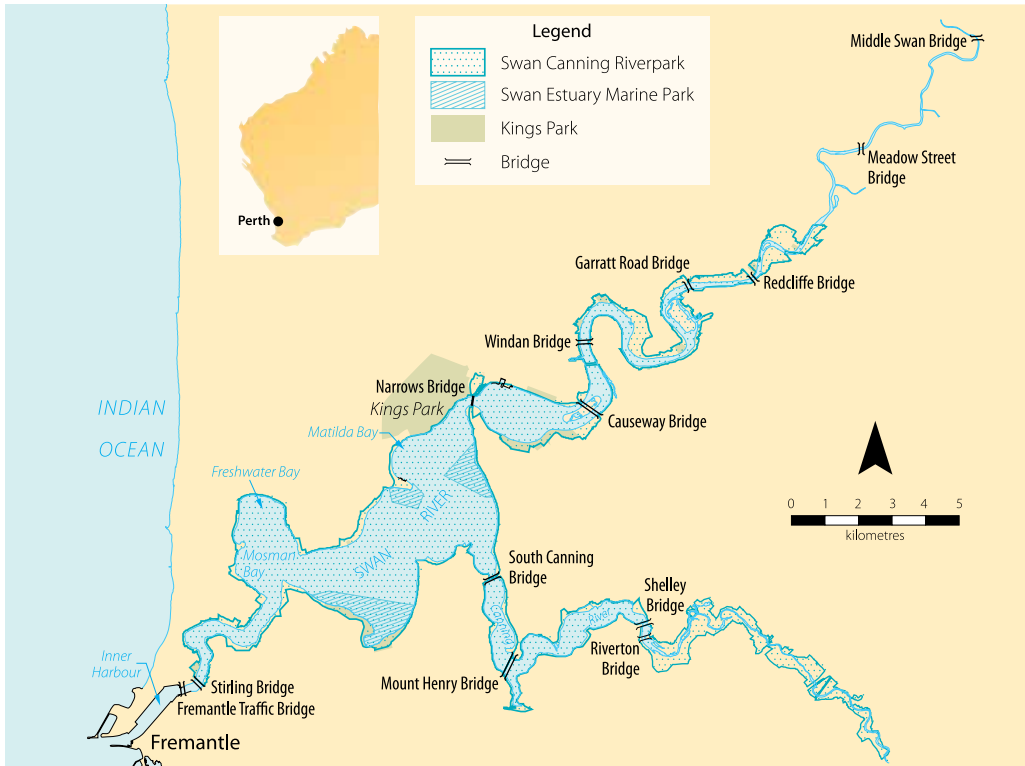 Legend
Swan Canning Riverpark
Swan Estuary Marine Park
Kings Park
Bridge
Perth
Middle Swan Bridge
Meadow Street
Bridge
Garratt Road Bridge
Redcliffe Bridge
Windan Bridge
Narrows Bridge
Kings Park
Causeway Bridge
INDIAN
OCEAN
Matilda Bay
Freshwater Bay
RIVER
SWAN
Mosman
Bay
0 1 2 3 4 5
kilometres
South Canning
Bridge
Shelley
Bridge
River
Riverton
Bridge
Mount Henry Bridge
Inner
Harbour
Stirling Bridge
Fremantle Traffic Bridge
Fremantle